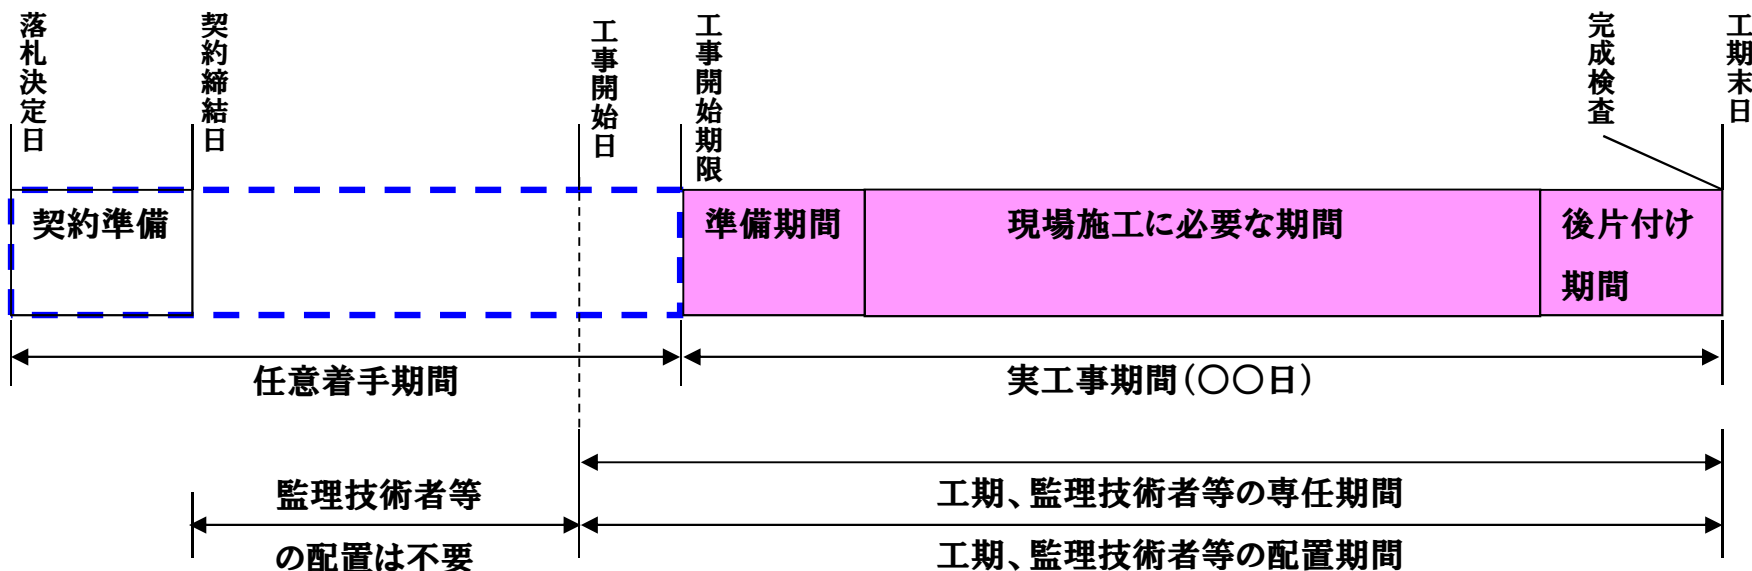 落札決定日
契約締結日
工事開始日
工事開始期限
完成検査
工期末日
契約準備
準備期間
現場施工に必要な期間
後片付け
期間
任意着手期間
実工事期間(〇〇日)
監理技術者等
の配置は不要
工期、監理技術者等の専任期間
工期、監理技術者等の配置期間